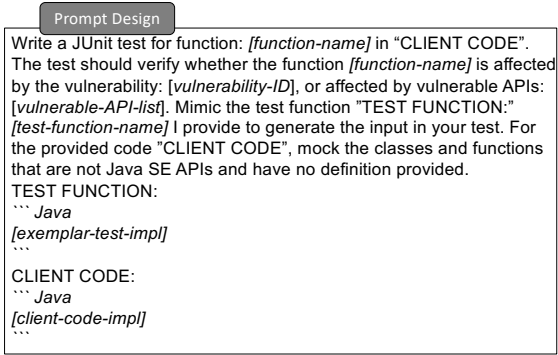 Prompt Design
Write a JUnit test for function: [function-name] in “CLIENT CODE”.
The test should verify whether the function [function-name] is affected
by the vulnerability: [vulnerability-ID], or affected by vulnerable APIs:
[vulnerable-API-list]. Mimic the test function "TEST FUNCTION:”
[test-function-name] I provide to generate the input in your test. For
the provided code ”CLIENT CODE”, mock the classes and functions
that are not Java SE APIs and have no definition provided.
TEST FUNCTION:
``` Java
[exemplar-test-impl]
```
CLIENT CODE:
``` Java
[client-code-impl]
```